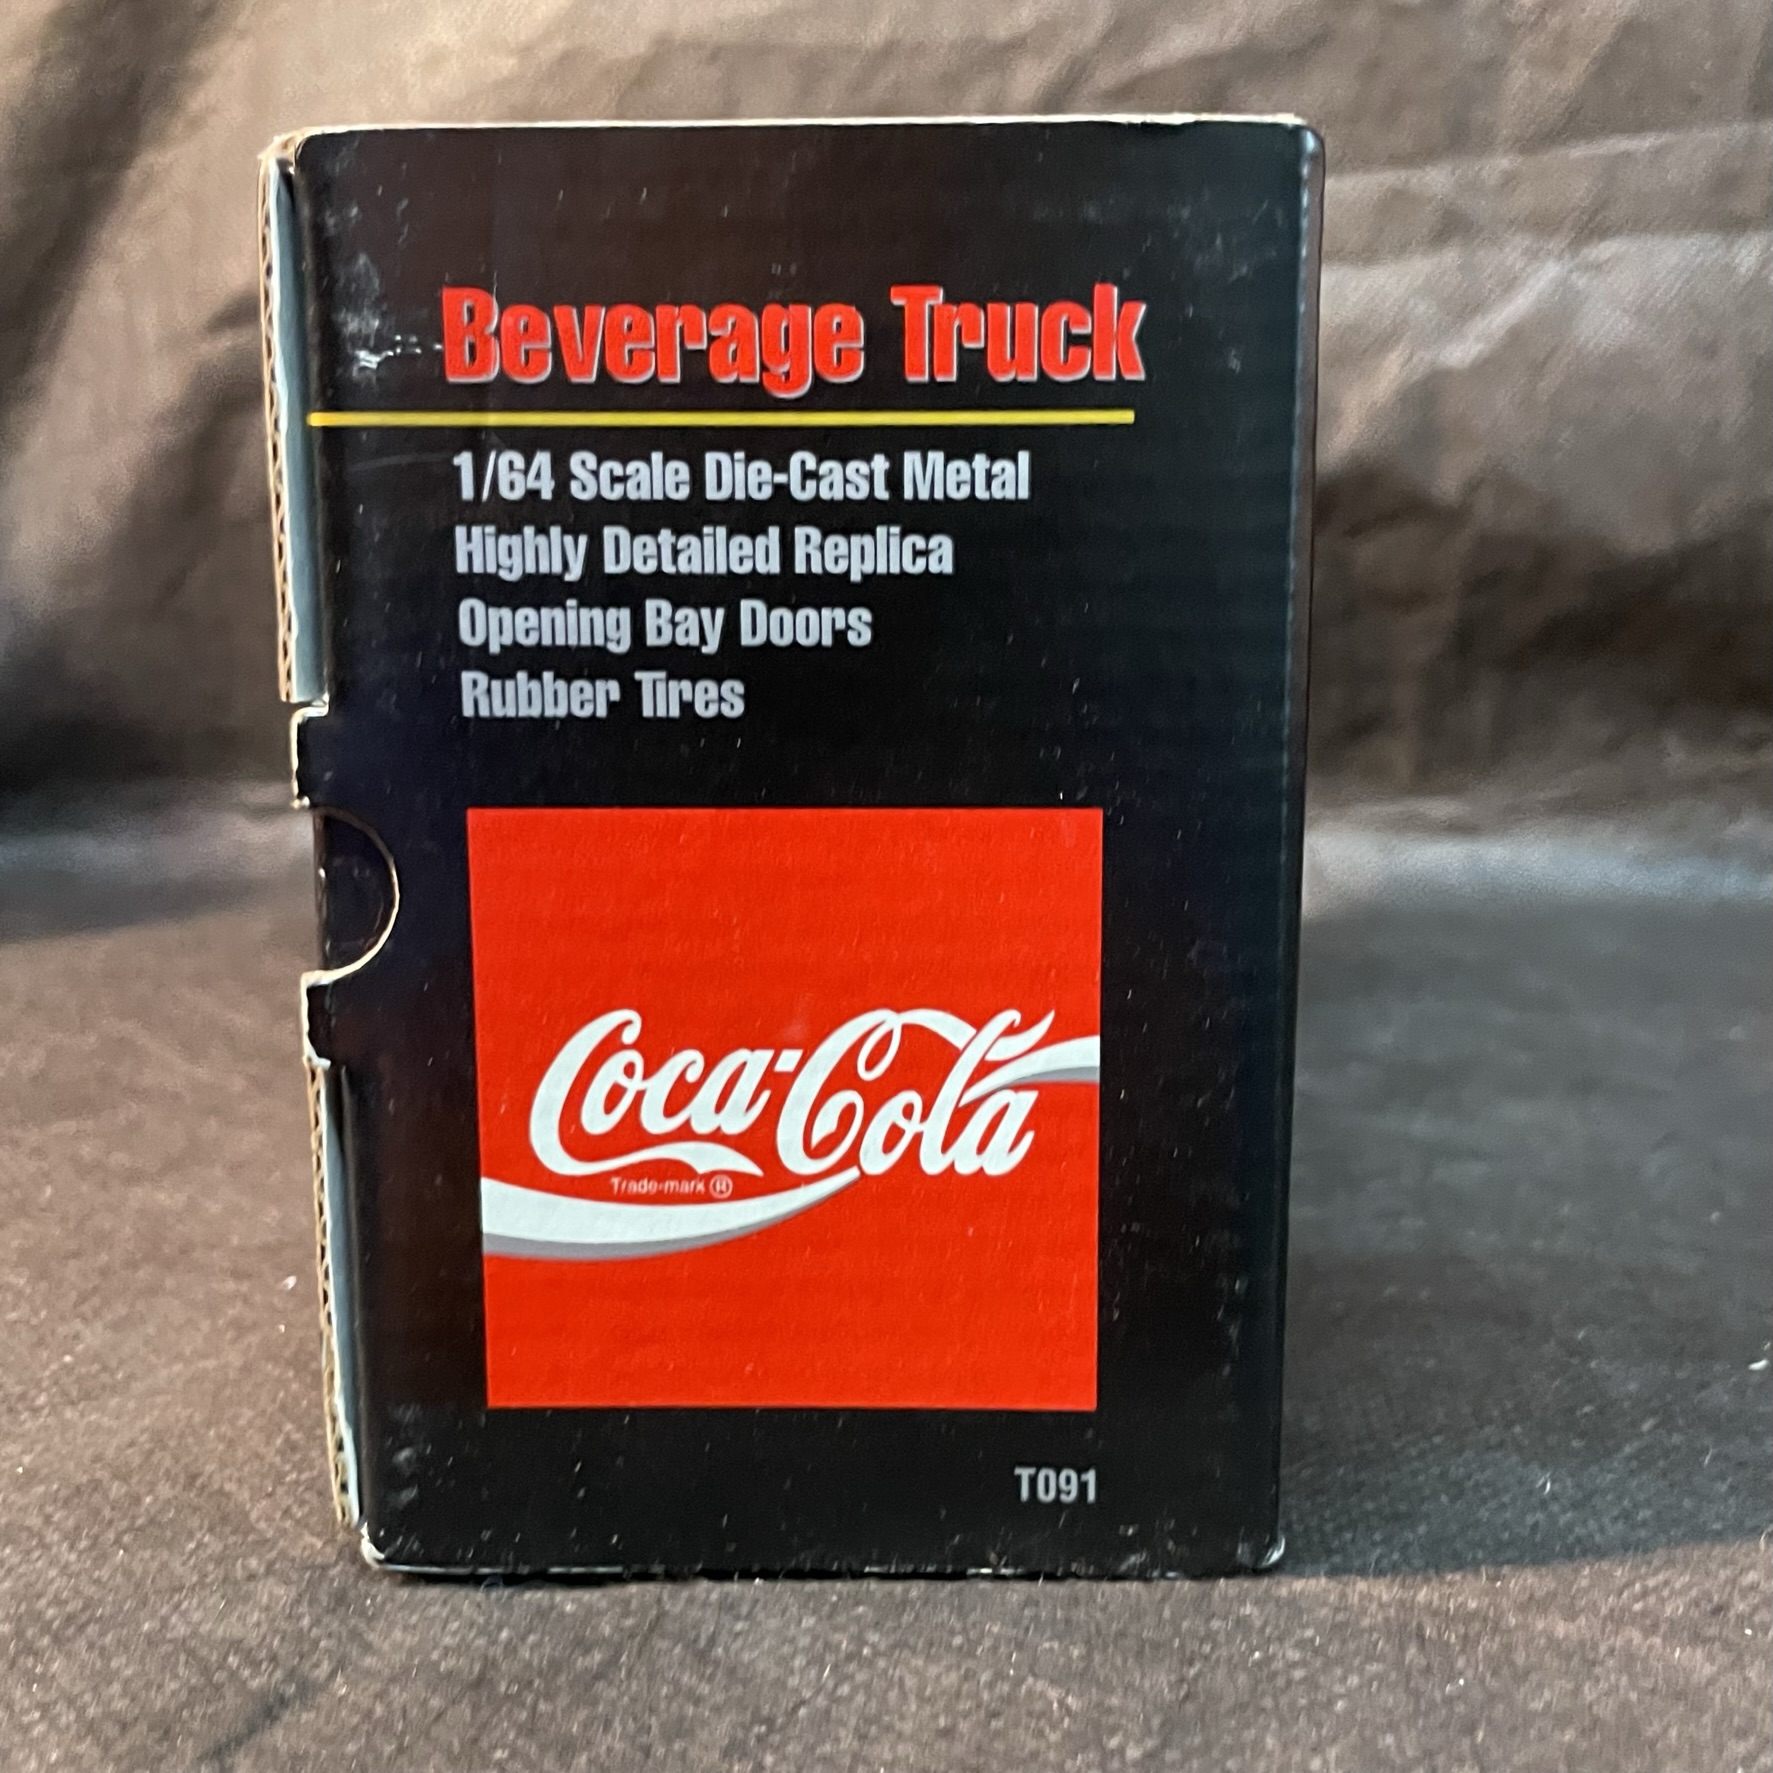 Beverage Truck
1/64 Scale Die-Cast Metal
Highly Detailed Replica
Opening Bay Doors
Rubber Tires
Coca-Cola
Trade-mark ®
T091